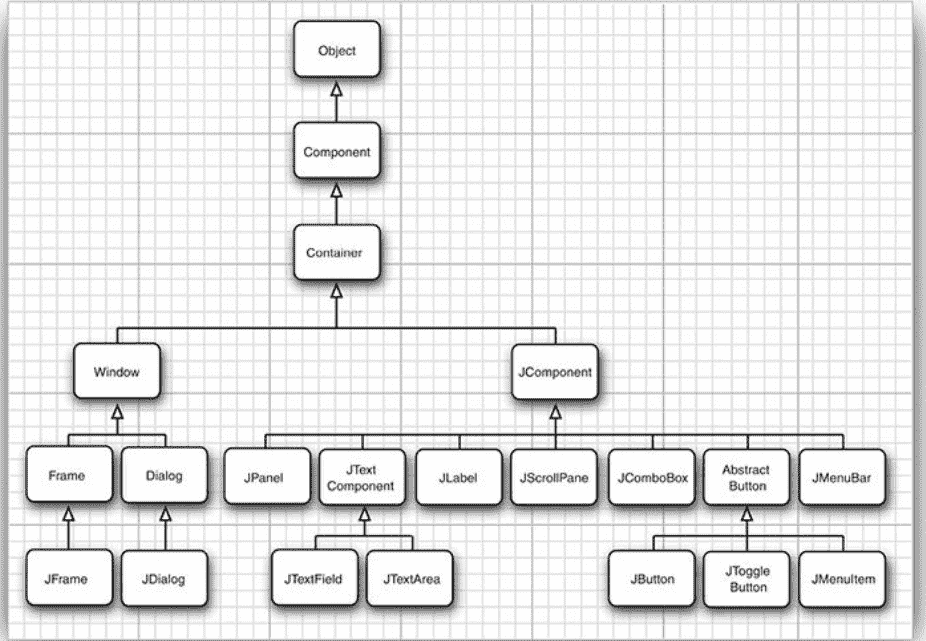 Object
Component
Container
Window
JComponent
Frame
Dialog
JPanel
JText
Component
JLabel
JScrollPane
JComboBox
Abstract
Button
JMenuBar
JFrame
JDialog
JTextField
JTextArea
JButton
JToggle
Button
JMenuItem